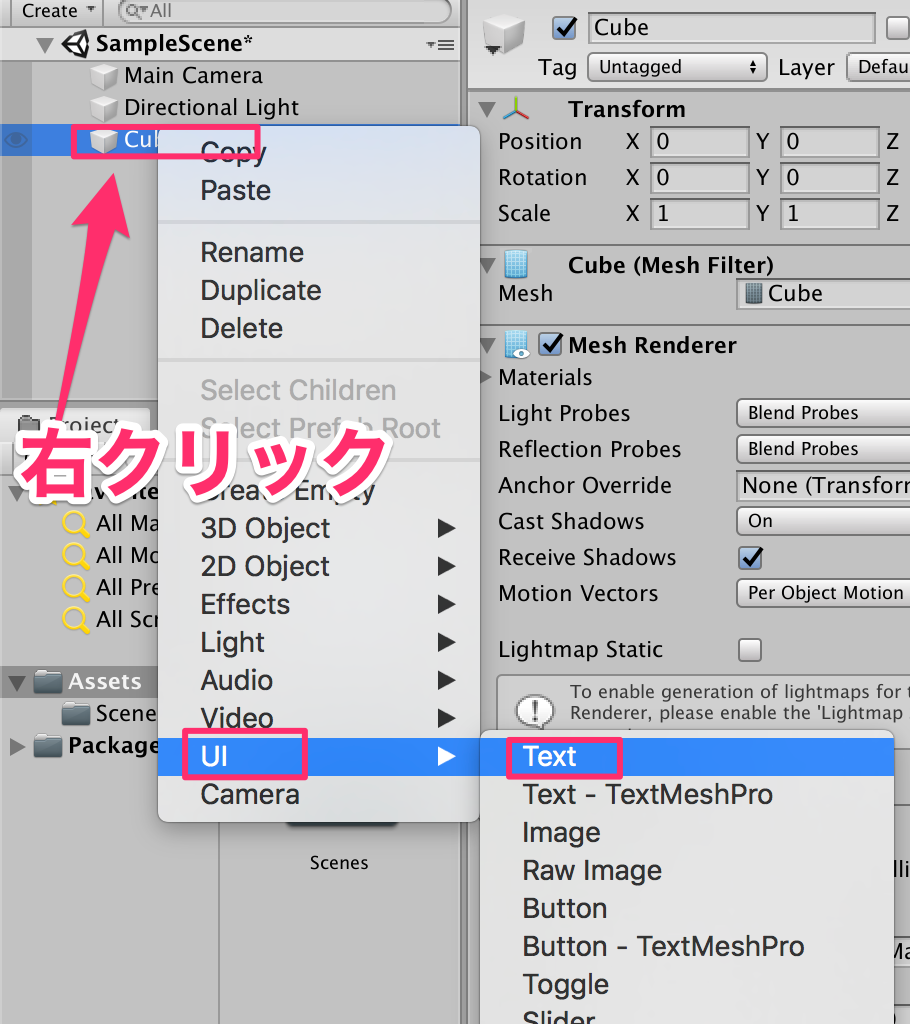 Create
All
SampleScene*
Main Camera
Directional Light
Cub
Copy
Paste
Rename
Duplicate
Delete
Select Children
Select Prefab Root
Create Empty
3D Object
2D Object
Effects
Light
Audio
Video
UI
Camera
右クリック
Project
All Ma
All Mo
All Pre
All Scr
Assets
Scene
Package
Scenes
Text
Text - TextMeshPro
Image
Raw Image
Button
Button - TextMeshPro
Toggle
Slider
Cube
Tag Untagged Layer Defau
Transform
Position X 0 Y 0 Z
Rotation X 0 Y 0 Z
Scale X 1 Y 1 Z
Cube (Mesh Filter)
Mesh Cube
Mesh Renderer
Materials
Light Probes Blend Probes
Reflection Probes Blend Probes
Anchor Override None (Transforn
Cast Shadows On
Receive Shadows
Motion Vectors Per Object Motion
Lightmap Static
To enable generation of lightmaps for t
Renderer, please enable the 'Lightmap